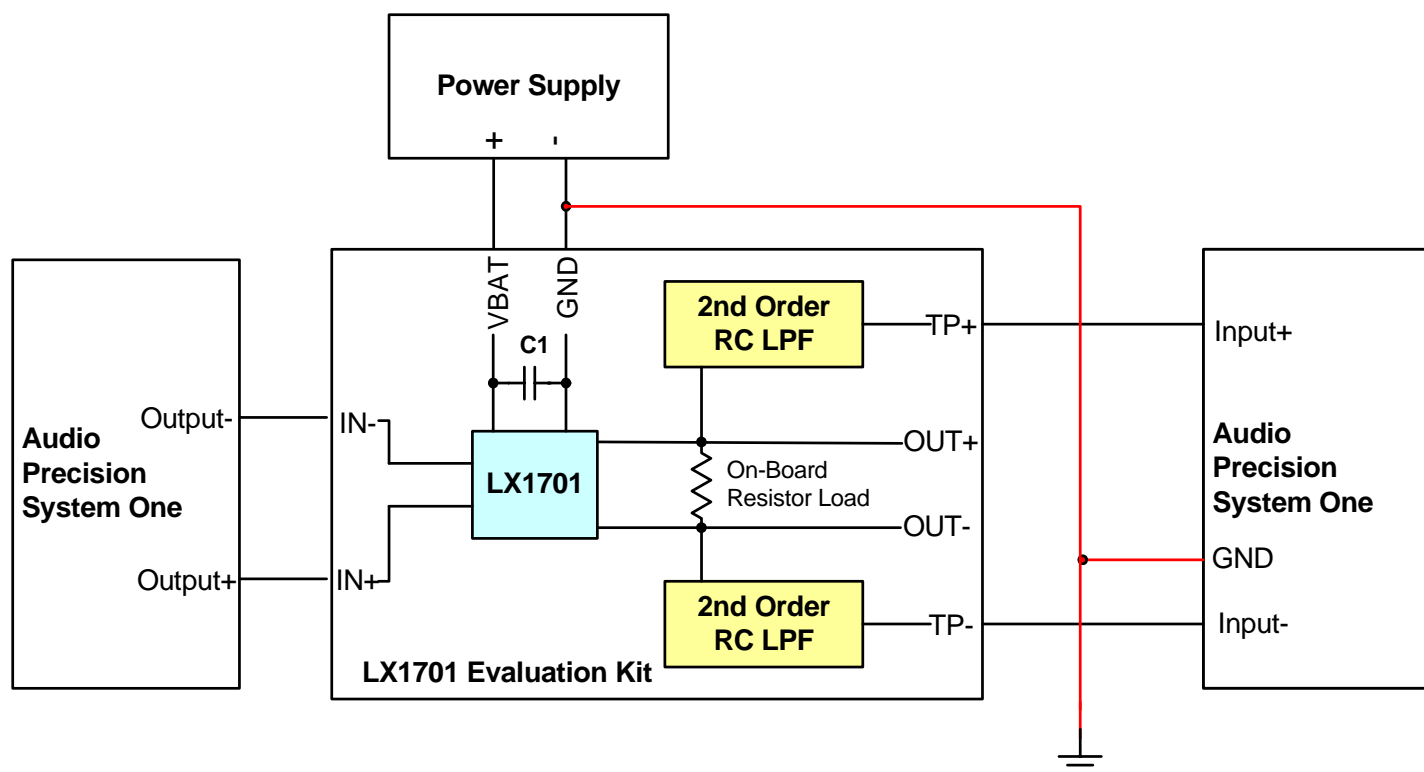 Power Supply
+ -
VBAT
GND
C1
2nd Order
RC LPF
TP+
Input+
Output-
IN-
Audio
Precision
System One
LX1701
OUT+
On-Board
Resistor Load
OUT-
Audio
Precision
System One
GND
Output+
IN+
2nd Order
RC LPF
TP-
Input-
LX1701 Evaluation Kit